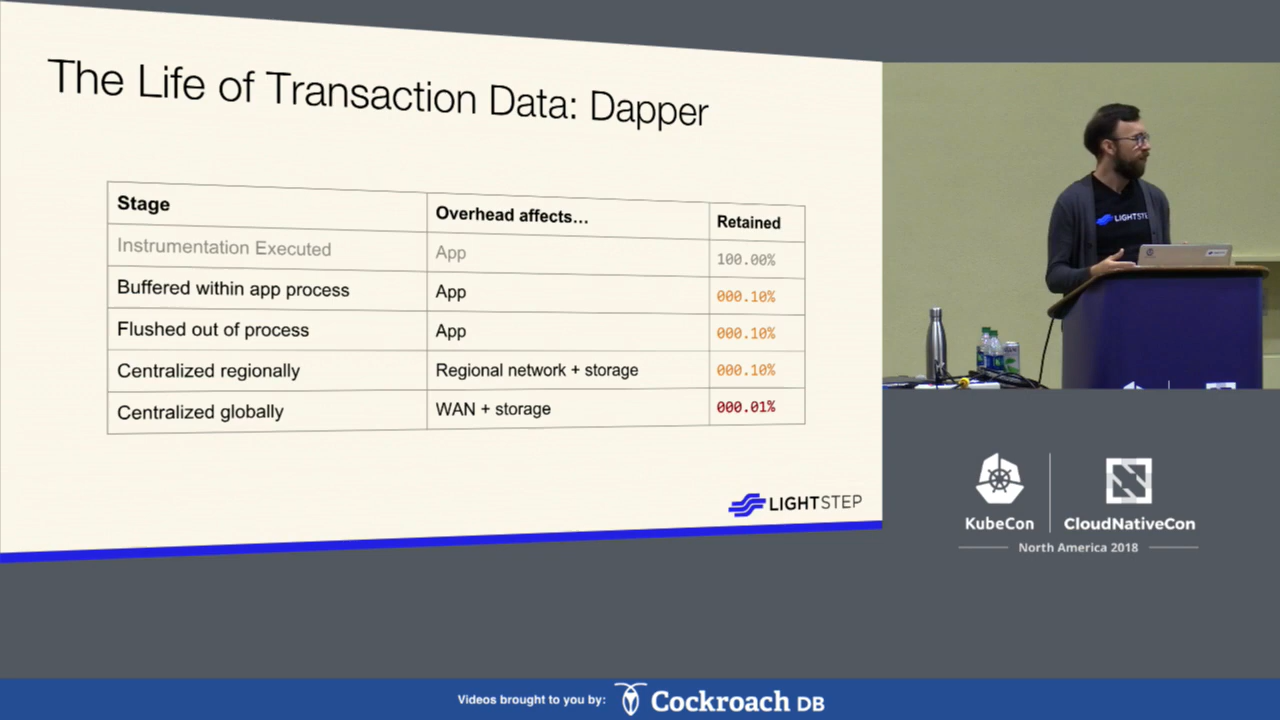 The Life of Transaction Data: Dapper
Stage Overhead affects… Retained
Instrumentation Executed App 100.00%
Buffered within app process App 000.10%
Flushed out of process App 000.10%
Centralized regionally Regional network + storage 000.10%
Centralized globally WAN + storage 000.01%
LIGHTSTEP
LIGHTSTE
KubeCon CloudNativeCon
North America 2018
Videos brought to you by: Cockroach DB